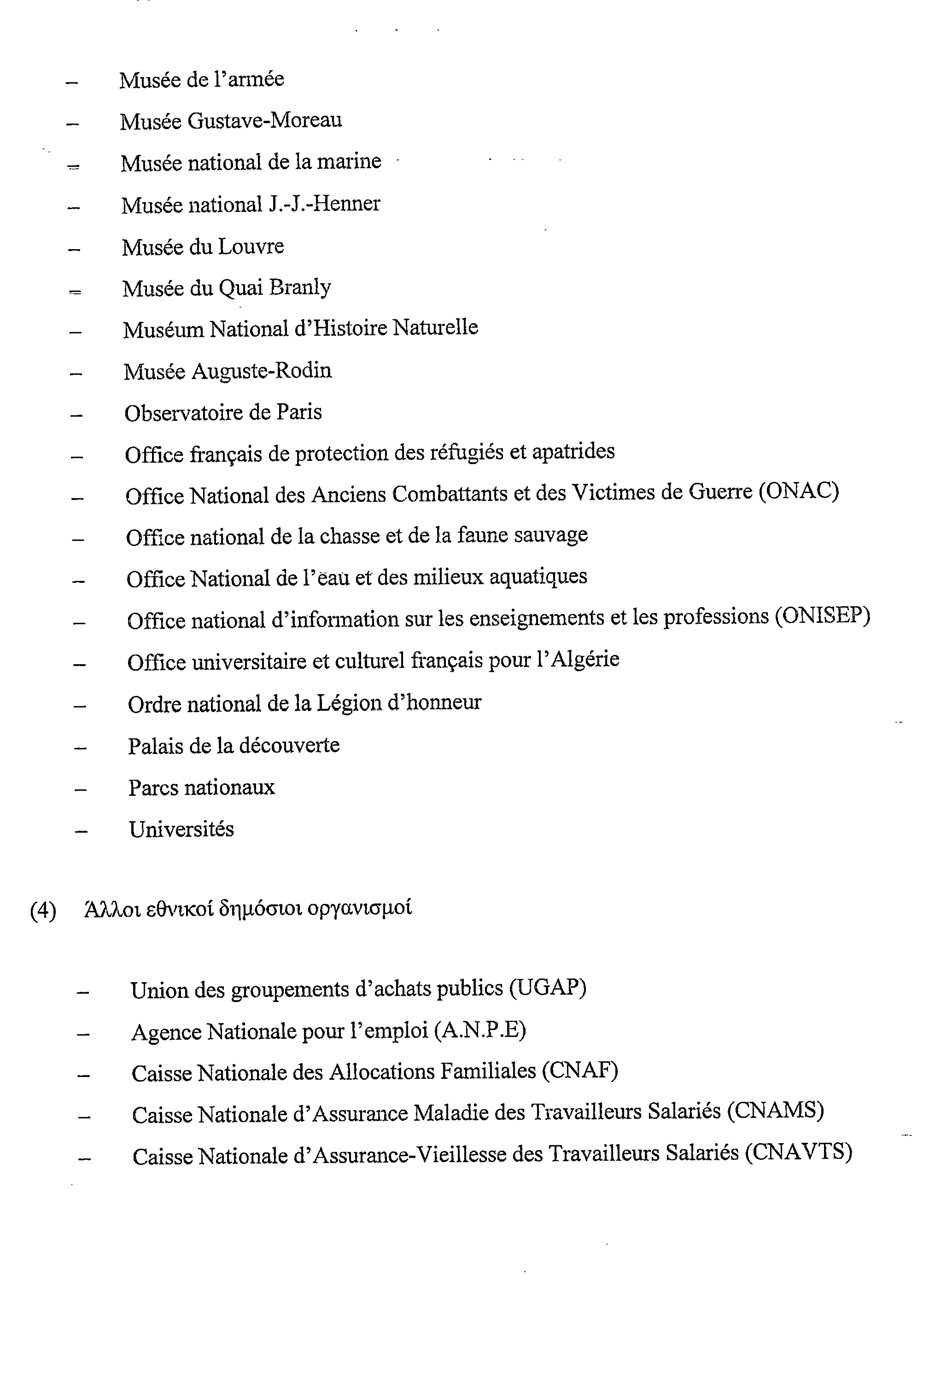 – Musée de l'armée
– Musée Gustave-Moreau
– Musée national de la marine
– Musée national J.-J.-Henner
– Musée du Louvre
– Musée du Quai Branly
– Muséum National d'Histoire Naturelle
– Musée Auguste-Rodin
– Observatoire de Paris
– Office français de protection des réfugiés et apatrides
– Office National des Anciens Combattants et des Victimes de Guerre (ONAC)
– Office national de la chasse et de la faune sauvage
– Office National de l'eau et des milieux aquatiques
– Office national d'information sur les enseignements et les professions (ONISEP)
– Office universitaire et culturel français pour l'Algérie
– Ordre national de la Légion d'honneur
– Palais de la découverte
– Parcs nationaux
– Universités
(4) Άλλοι εθνικοί δημόσιοι οργανισμοί
– Union des groupements d'achats publics (UGAP)
– Agence Nationale pour l'emploi (A.N.P.E)
– Caisse Nationale des Allocations Familiales (CNAF)
– Caisse Nationale d'Assurance Maladie des Travailleurs Salariés (CNAMS)
– Caisse Nationale d'Assurance-Vieillesse des Travailleurs Salariés (CNAVTS)